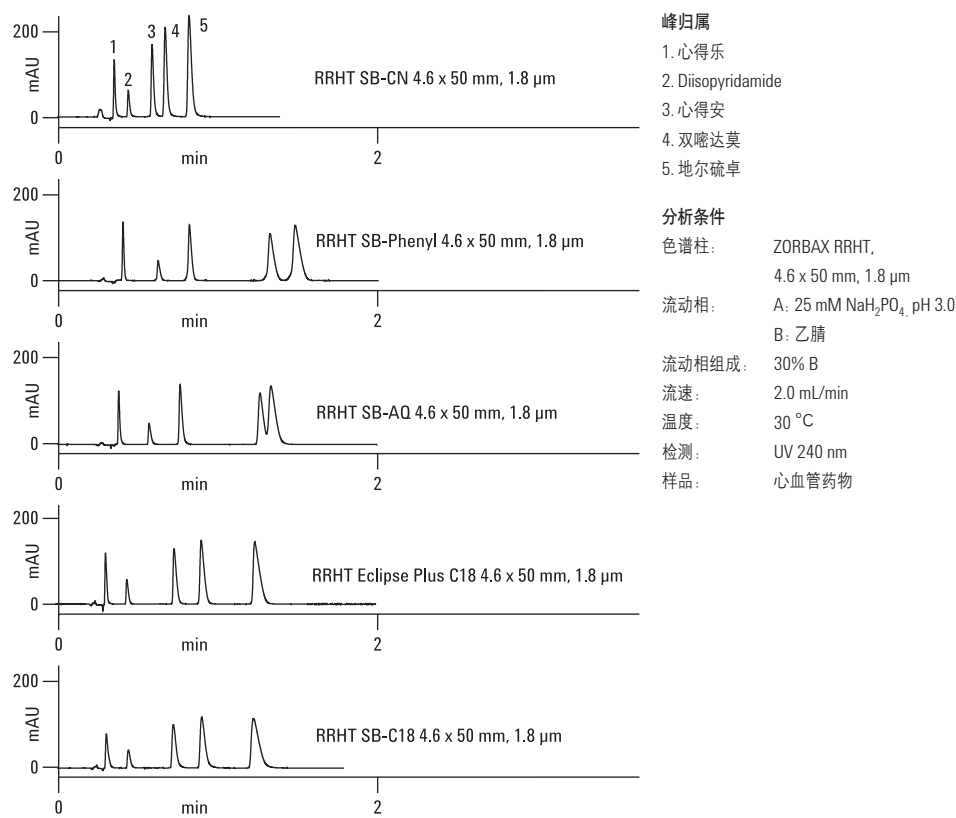 200
mAU
0
1
2
3
4
5
RRHT SB-CN 4.6 x 50 mm, 1.8 µm
0
min
2
200
mAU
0
RRHT SB-Phenyl 4.6 x 50 mm, 1.8 µm
0
min
2
200
mAU
0
RRHT SB-AQ 4.6 x 50 mm, 1.8 µm
0
min
2
200
mAU
0
RRHT Eclipse Plus C18 4.6 x 50 mm, 1.8 µm
0
min
2
200
mAU
0
RRHT SB-C18 4.6 x 50 mm, 1.8 µm
0
min
2
峰归属
1. 心得乐
2. Diisopyridamide
3. 心得安
4. 双嘧达莫
5. 地尔硫卓
分析条件
色谱柱： ZORBAX RRHT,
4.6 x 50 mm, 1.8 µm
流动相： A: 25 mM NaH₂PO₄, pH 3.0
B: 乙腈
流动相组成： 30% B
流速： 2.0 mL/min
温度： 30 °C
检测： UV 240 nm
样品： 心血管药物